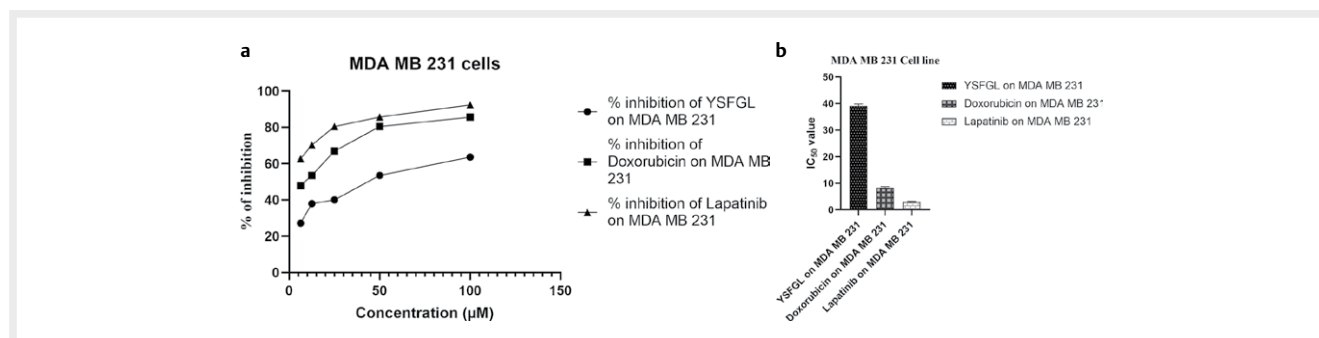 a
MDA MB 231 cells
% of inhibition
100
80
60
40
20
0
0
50
100
150
Concentration (µM)
% inhibition of YSFGL
on MDA MB 231
% inhibition of
Doxorubicin on MDA MB
231
% inhibition of Lapatinib
on MDA MB 231
b
MDA MB 231 Cell line
IC50 value
50
40
30
20
10
0
YSFGL on MDA MB 231
Doxorubicin on MDA MB 231
Lapatinib on MDA MB 231
YSFGL on MDA MB 231
Doxorubicin on MDA MB 231
Lapatinib on MDA MB 231